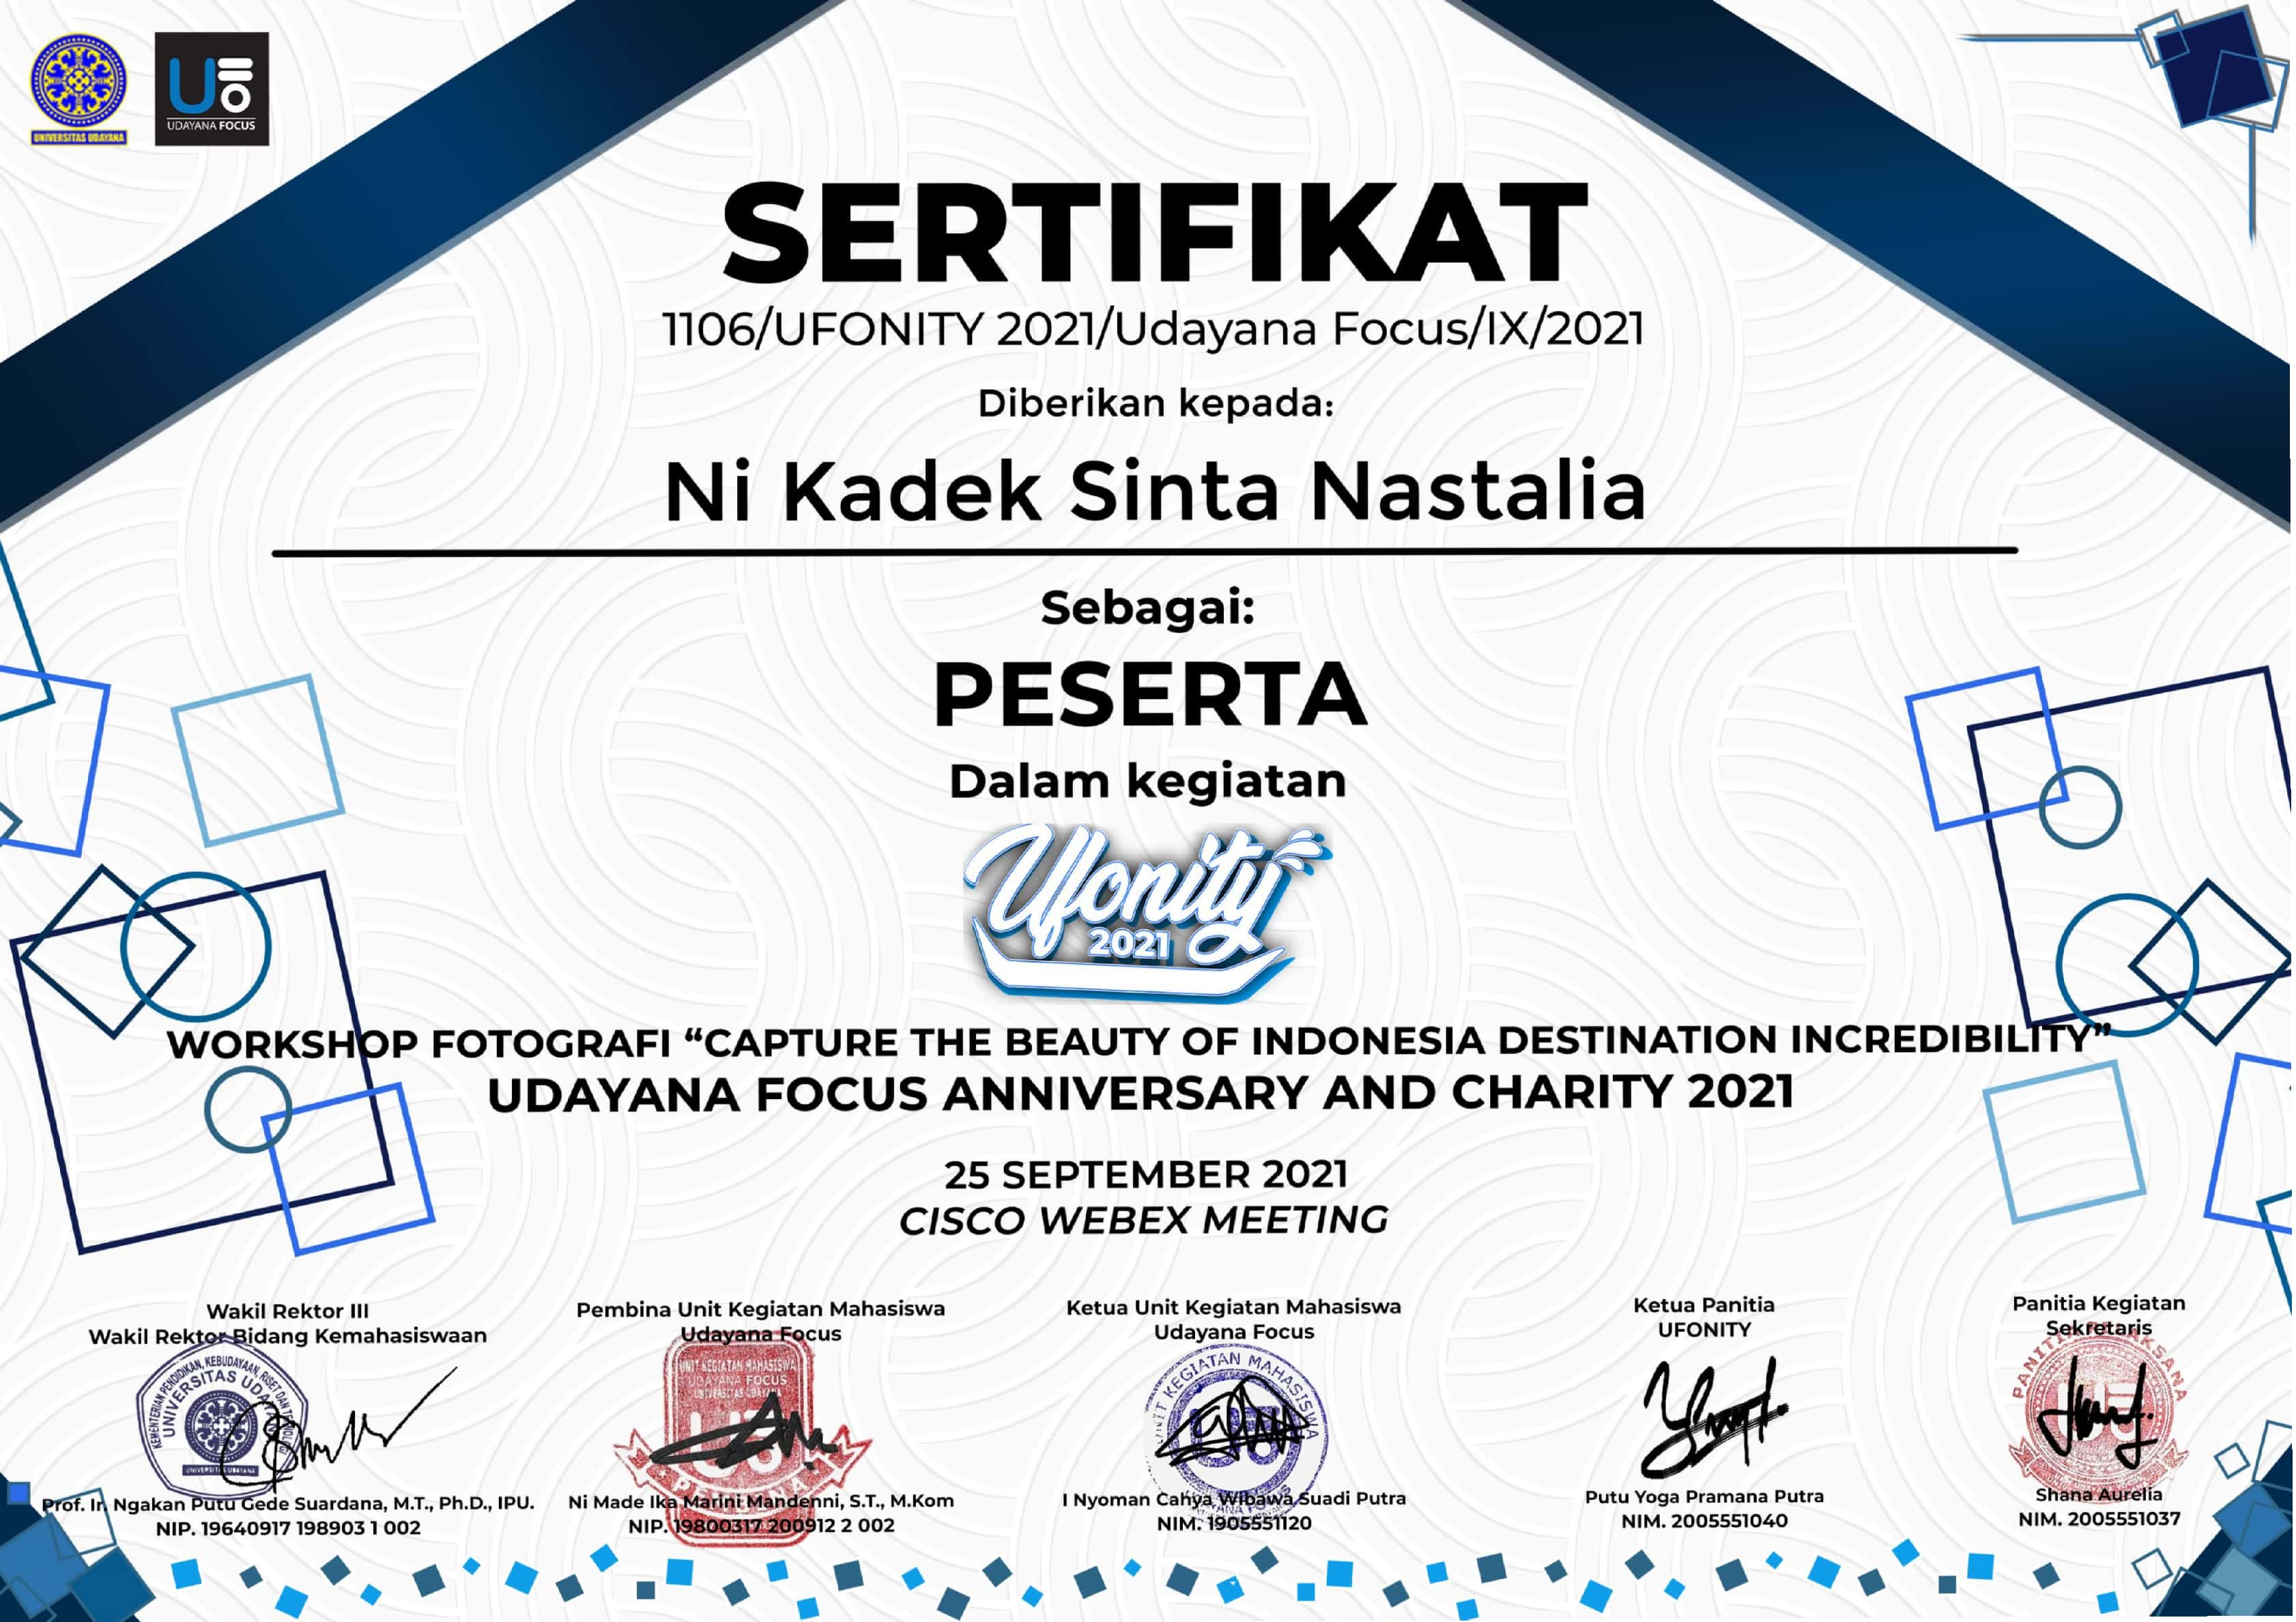 UNIVERSITAS UDAYANA
UFO
UDAYANA FOCUS
SERTIFIKAT
1106/UFONITY 2021/Udayana Focus/IX/2021
Diberikan kepada:
Ni Kadek Sinta Nastalia
Sebagai:
PESERTA
Dalam kegiatan
Ufonity
2021
WORKSHOP FOTOGRAFI “CAPTURE THE BEAUTY OF INDONESIA DESTINATION INCREDIBILITY”
UDAYANA FOCUS ANNIVERSARY AND CHARITY 2021
25 SEPTEMBER 2021
CISCO WEBEX MEETING
Wakil Rektor III
Wakil Rektor Bidang Kemahasiswaan
KEMENTERIAN PENDIDIKAN, KEBUDAYAAN, RISET DAN
UNIVERSITAS
UNIVERSITAS UDAYANA
Prof. Ir. Ngakan Putu Gede Suardana, M.T., Ph.D., IPU.
NIP. 19640917 198903 1 002
Pembina Unit Kegiatan Mahasiswa
Udayana Focus
UNIT KEGIATAN MAHASISWA
UDAYANA FOCUS
UNIVERSITAS UDAYANA
Ni Made Ika Marini Mandenni, S.T., M.Kom
NIP. 19800317 200912 2 002
Ketua Unit Kegiatan Mahasiswa
Udayana Focus
UNIT KEGIATAN MAHASISWA
I Nyoman Cahya Wibawa Suadi Putra
NIM. 1905551120
Ketua Panitia
UFONITY
Putu Yoga Pramana Putra
NIM. 2005551040
Panitia Kegiatan
Sekretaris
PANITIA PELAKSANA
Shana Aurelia
NIM. 2005551037